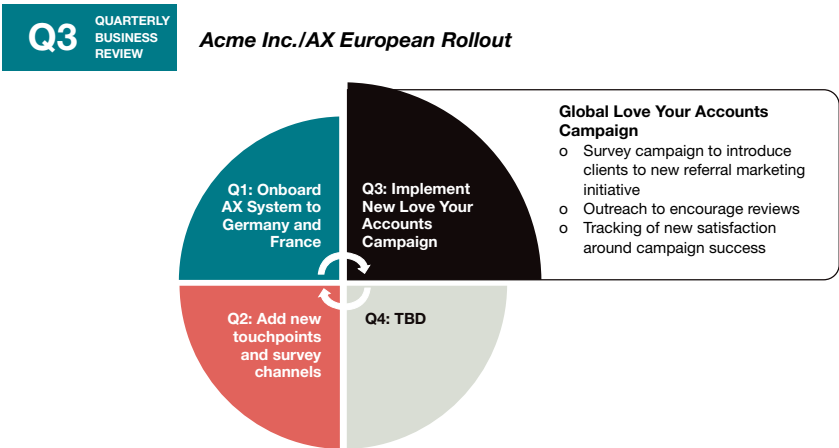 Q3
QUARTERLY
BUSINESS
REVIEW
Acme Inc./AX European Rollout
Q1: Onboard
AX System to
Germany and
France
Q3: Implement
New Love Your
Accounts
Campaign
Global Love Your Accounts
Campaign
o Survey campaign to introduce
clients to new referral marketing
initiative
o Outreach to encourage reviews
o Tracking of new satisfaction
around campaign success
Q2: Add new
touchpoints
and survey
channels
Q4: TBD